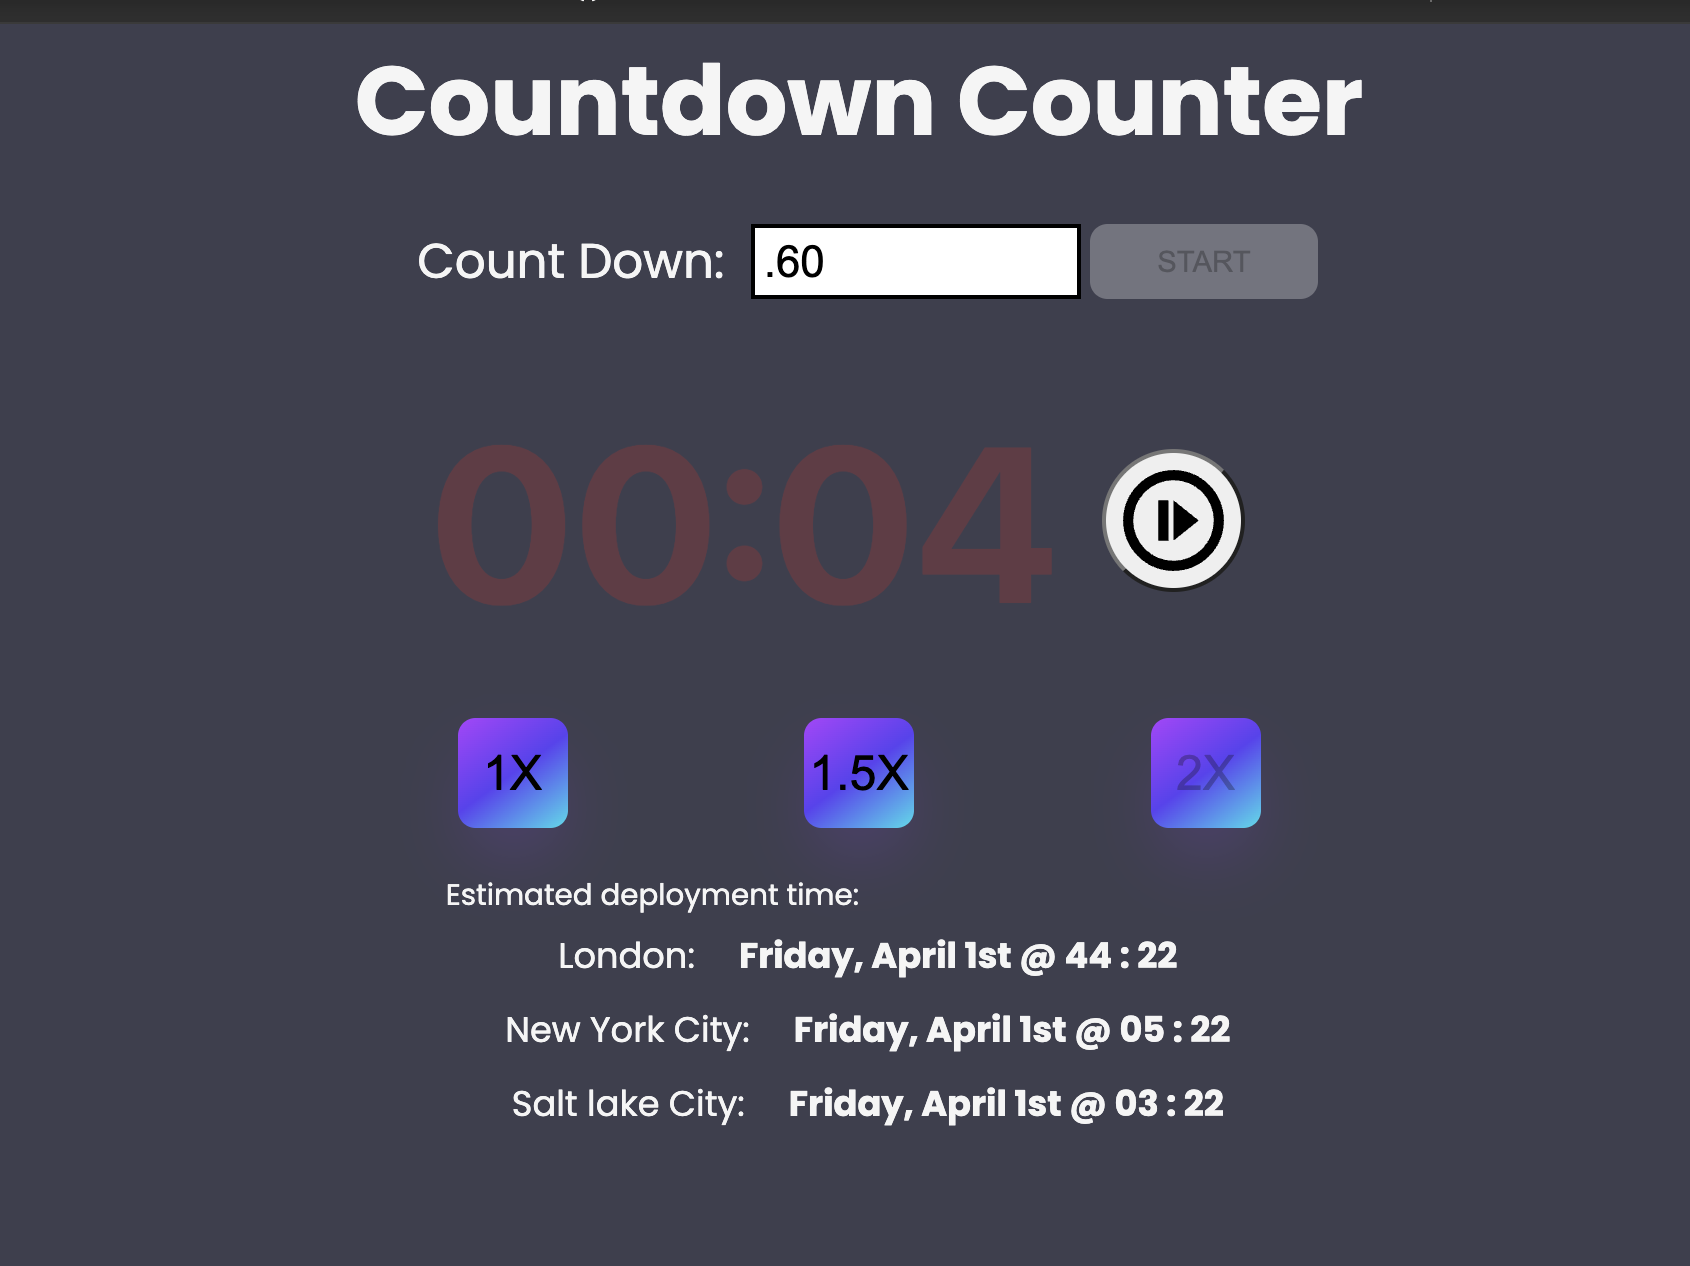 Countdown Counter
Count Down: .60 START
00:04
1X 1.5X 2X
Estimated deployment time:
London: Friday, April 1st @ 44 : 22
New York City: Friday, April 1st @ 05 : 22
Salt lake City: Friday, April 1st @ 03 : 22